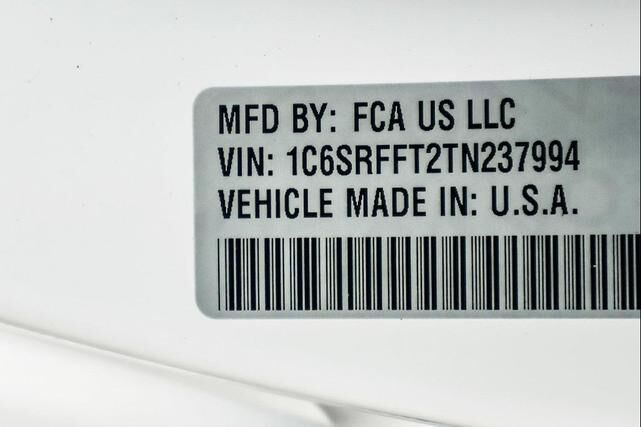 MFD BY: FCA US LLC
VIN: 1C6SRFFT2TN237994
VEHICLE MADE IN: U.S.A.